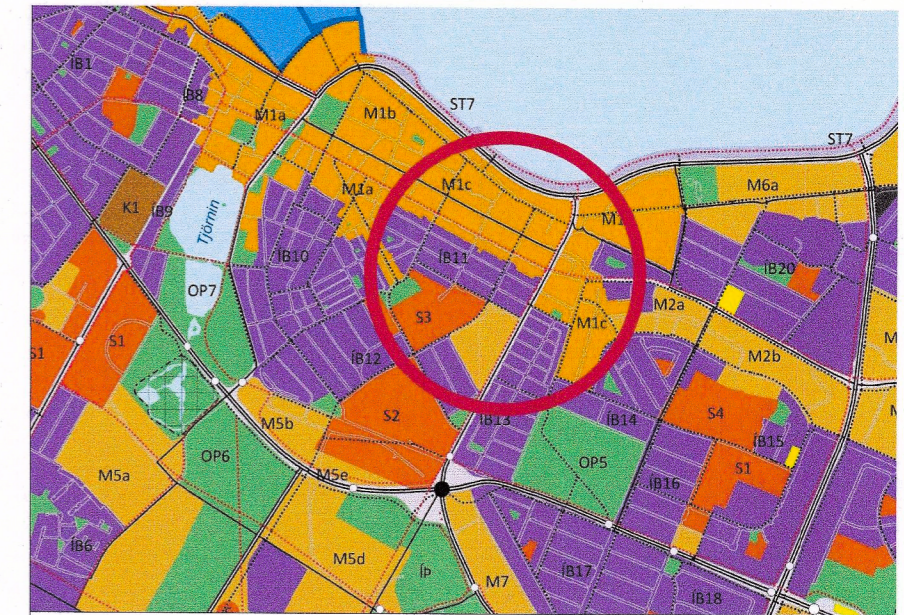 ÍB1
ÍB8
M1a
M1b
ST7
ST7
K1
ÍB9
Tjörnin
M1a
M1c
M1
M6a
ÍB10
ÍB11
ÍB20
OP7
S3
M2a
M1c
S1
S1
ÍB12
M2b
M
M5b
S2
ÍB13
ÍB14
S4
ÍB15
M5a
OP6
M5e
OP5
ÍB16
S1
ÍB6
M5d
ÍÞ
M7
ÍB17
ÍB18